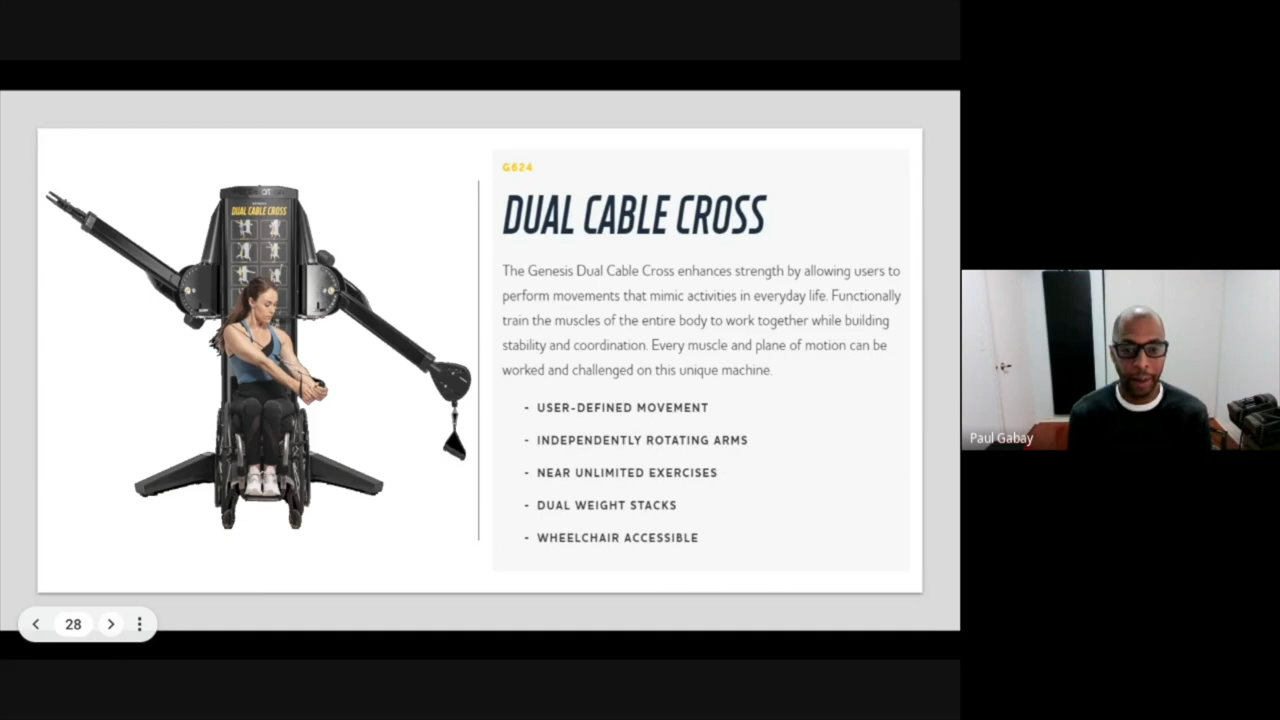 DUAL CABLE CROSS
G624
DUAL CABLE CROSS
The Genesis Dual Cable Cross enhances strength by allowing users to
perform movements that mimic activities in everyday life. Functionally
train the muscles of the entire body to work together while building
stability and coordination. Every muscle and plane of motion can be
worked and challenged on this unique machine.
- USER-DEFINED MOVEMENT
- INDEPENDENTLY ROTATING ARMS
- NEAR UNLIMITED EXERCISES
- DUAL WEIGHT STACKS
- WHEELCHAIR ACCESSIBLE
28
Paul Gabay